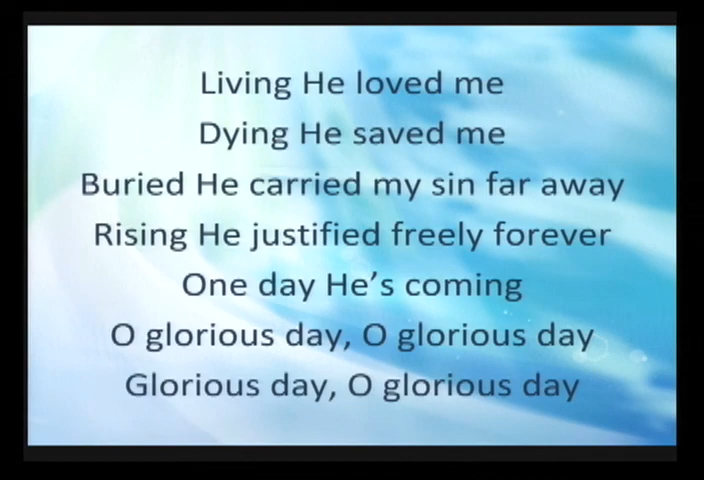 Living He loved me
Dying He saved me
Buried He carried my sin far away
Rising He justified freely forever
One day He’s coming
O glorious day, O glorious day
Glorious day, O glorious day